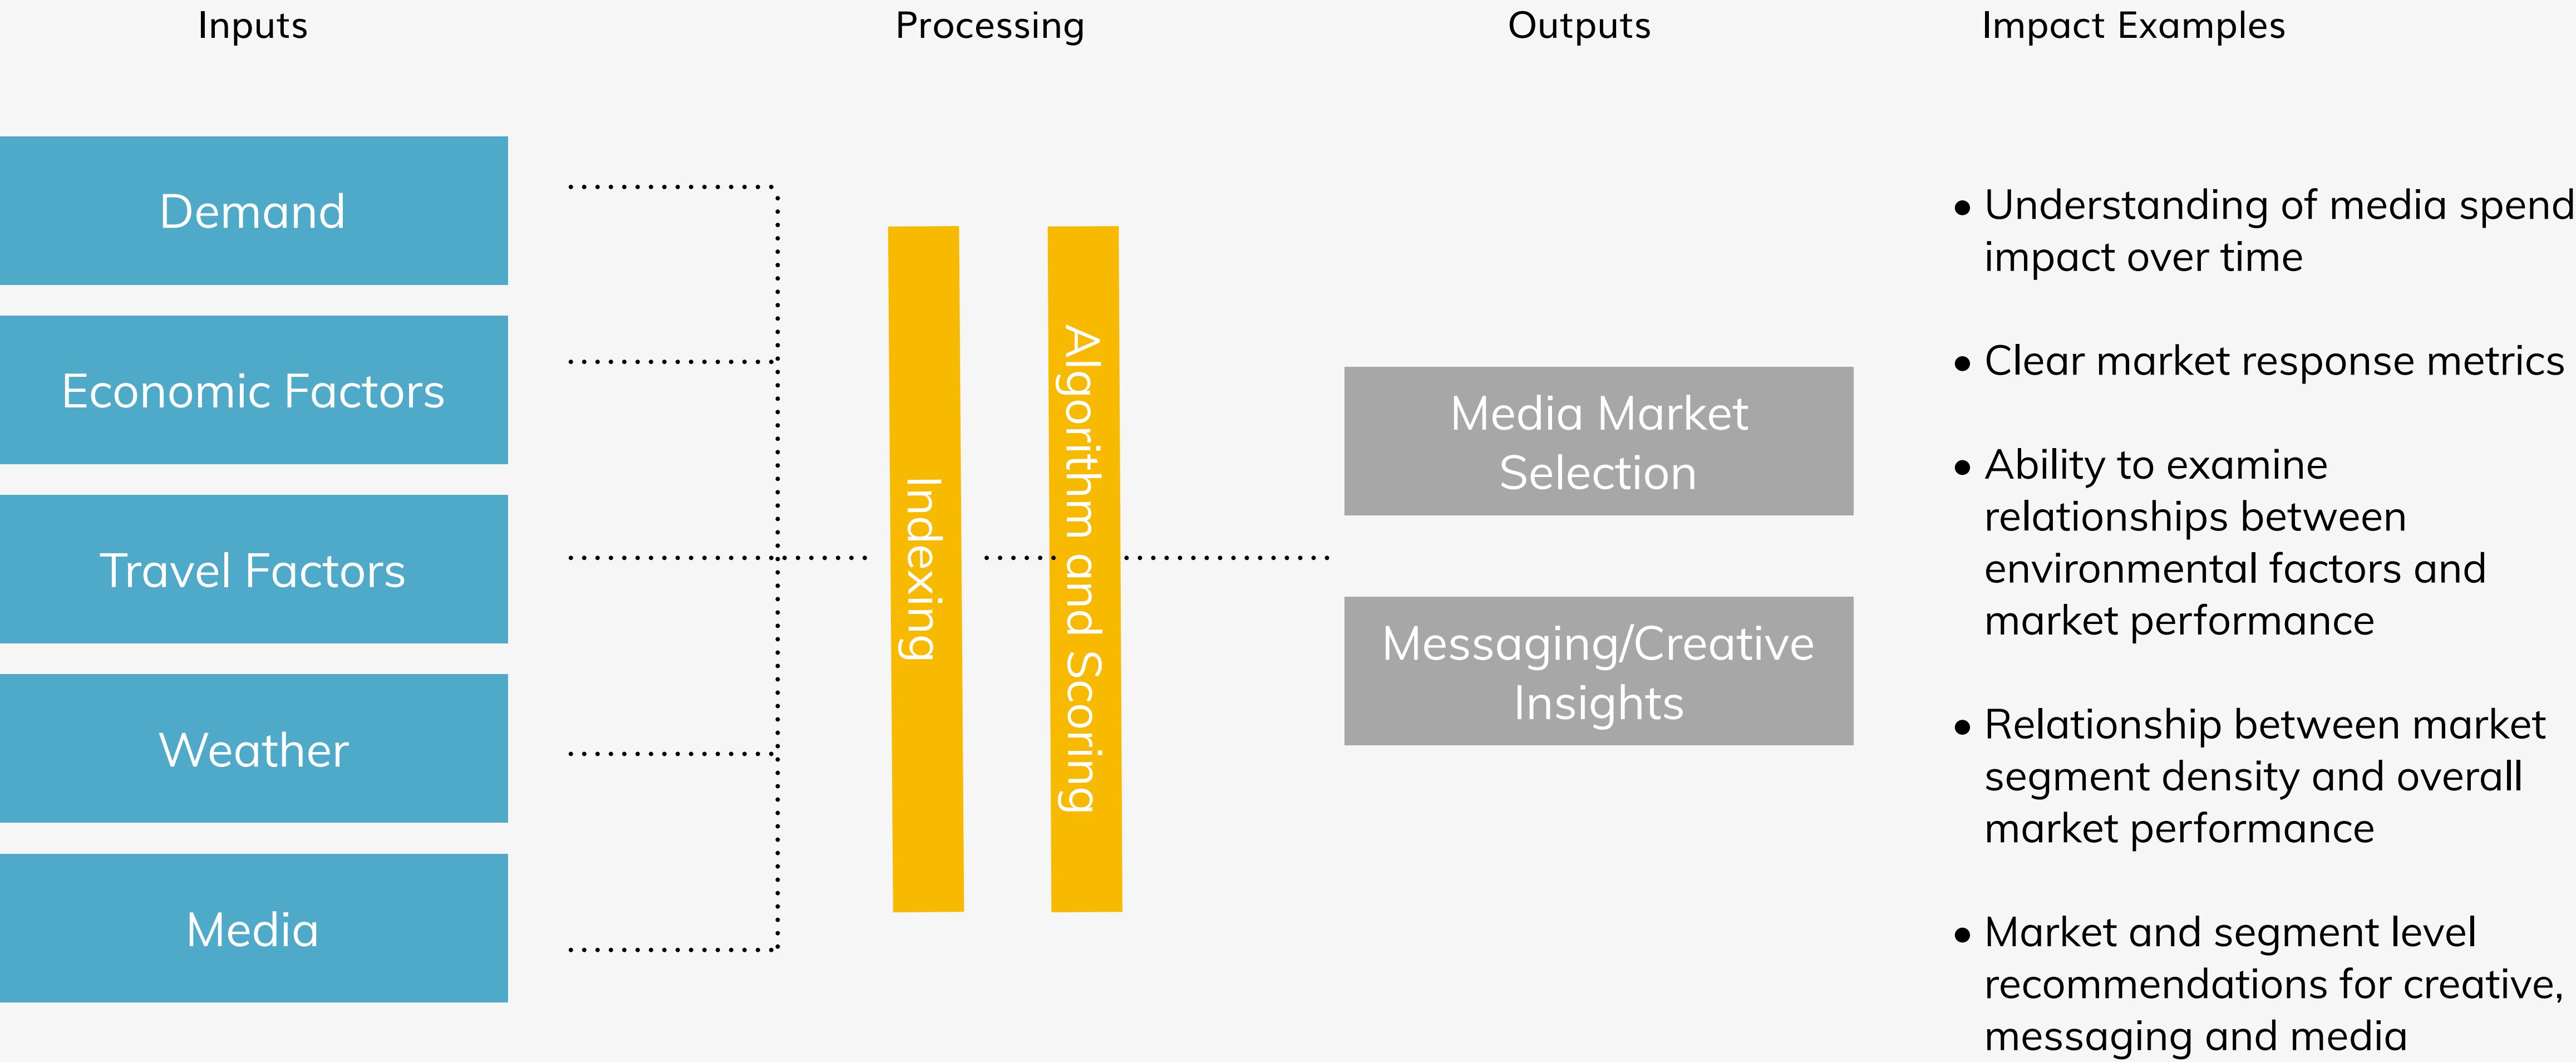 Inputs
Processing
Outputs
Impact Examples
Demand
Economic Factors
Travel Factors
Weather
Media
Indexing
Algorithm and Scoring
Media Market
Selection
Messaging/Creative
Insights
• Understanding of media spend
impact over time
• Clear market response metrics
• Ability to examine
relationships between
environmental factors and
market performance
• Relationship between market
segment density and overall
market performance
• Market and segment level
recommendations for creative,
messaging and media